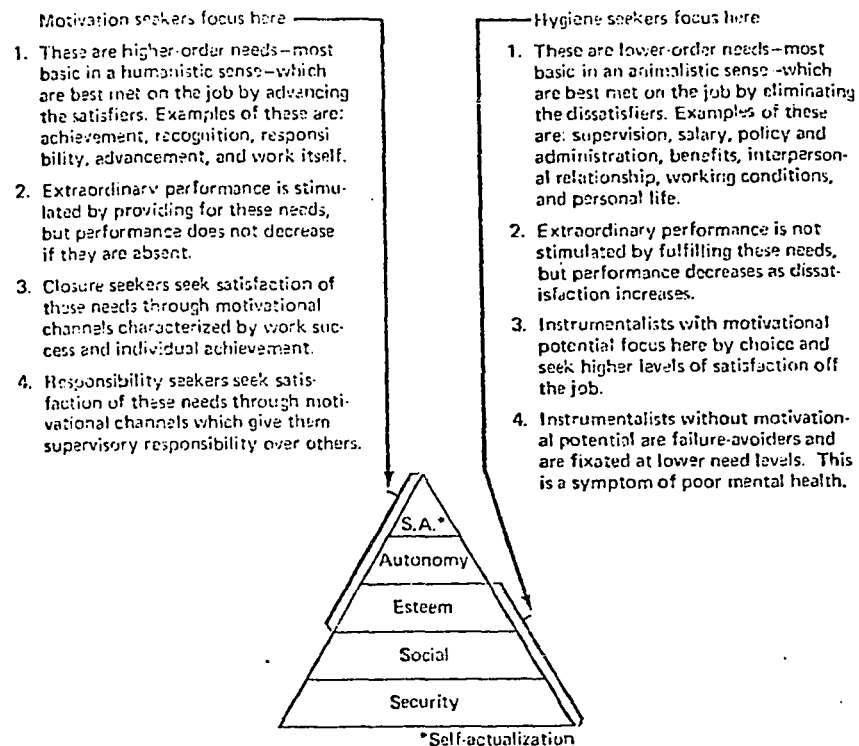 Motivation seekers focus here
1. These are higher-order needs—most
basic in a humanistic sense—which
are best met on the job by advancing
the satisfiers. Examples of these are:
achievement, recognition, responsi
bility, advancement, and work itself.
2. Extraordinary performance is stimu-
lated by providing for these needs,
but performance does not decrease
if they are absent.
3. Closure seekers seek satisfaction of
these needs through motivational
channels characterized by work suc-
cess and individual achievement.
4. Responsibility seekers seek satis-
faction of these needs through moti-
vational channels which give them
supervisory responsibility over others.
Hygiene seekers focus here
1. These are lower-order needs—most
basic in an animalistic sense—which
are best met on the job by eliminating
the dissatisfiers. Examples of these
are: supervision, salary, policy and
administration, benefits, interperson-
al relationship, working conditions,
and personal life.
2. Extraordinary performance is not
stimulated by fulfilling these needs,
but performance decreases as dissat-
isfaction increases.
3. Instrumentalists with motivational
potential focus here by choice and
seek higher levels of satisfaction off
the job.
4. Instrumentalists without motivation-
al potential are failure-avoiders and
are fixated at lower need levels. This
is a symptom of poor mental health.
S.A.*
Autonomy
Esteem
Social
Security
*Self-actualization